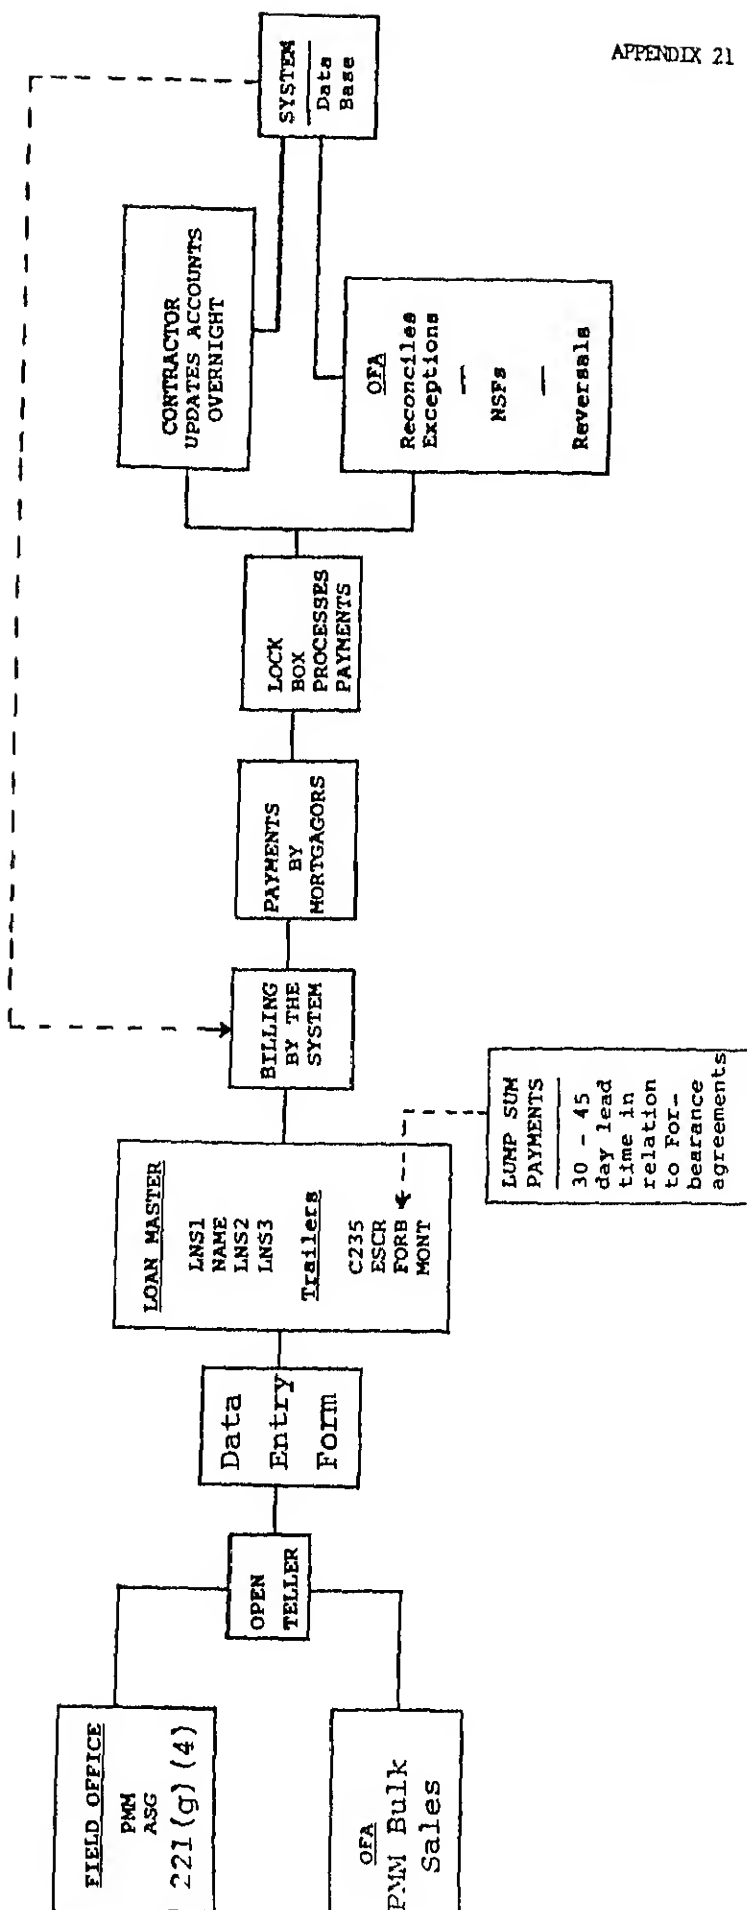 APPENDIX 21
FIELD OFFICE
PMM
ASG
221(g)(4)
OFA
PMM Bulk
Sales
OPEN
TELLER
Data
Entry
Form
LOAN MASTER
LNS1
NAME
LNS2
LNS3
Trailers
C235
ESCR
FORB
MONT
LUMP SUM
PAYMENTS
30 - 45
day lead
time in
relation
to For-
bearance
agreements
BILLING
BY THE
SYSTEM
PAYMENTS
BY
MORTGAGORS
LOCK
BOX
PROCESSES
PAYMENTS
CONTRACTOR
UPDATES ACCOUNTS
OVERNIGHT
OFA
Reconciles
Exceptions
NSFs
Reversals
SYSTEM
Data
Base